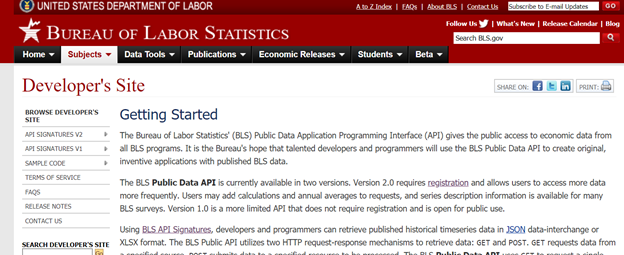 UNITED STATES DEPARTMENT OF LABOR
A to Z Index | FAQs | About BLS | Contact Us Subscribe to E-mail Updates GO
Follow Us | What's New | Release Calendar | Blog
BUREAU OF LABOR STATISTICS
Search BLS.gov
Home Subjects Data Tools Publications Economic Releases Students Beta
Developer's Site
SHARE ON: PRINT:
BROWSE DEVELOPER'S
SITE
API SIGNATURES V2
API SIGNATURES V1
SAMPLE CODE
TERMS OF SERVICE
FAQS
RELEASE NOTES
CONTACT US
SEARCH DEVELOPER'S SITE
Getting Started
The Bureau of Labor Statistics' (BLS) Public Data Application Programming Interface (API) gives the public access to economic data from
all BLS programs. It is the Bureau's hope that talented developers and programmers will use the BLS Public Data API to create original,
inventive applications with published BLS data.
The BLS Public Data API is currently available in two versions. Version 2.0 requires registration and allows users to access more data
more frequently. Users may add calculations and annual averages to requests, and series description information is available for many
BLS surveys. Version 1.0 is a more limited API that does not require registration and is open for public use.
Using BLS API Signatures, developers and programmers can retrieve published historical timeseries data in JSON data-interchange or
XLSX format. The BLS Public API utilizes two HTTP request-response mechanisms to retrieve data: GET and POST. GET requests data from
a specified source. POST submits data to a specified resource to be processed. The BLS Public Data API uses GET to request a single